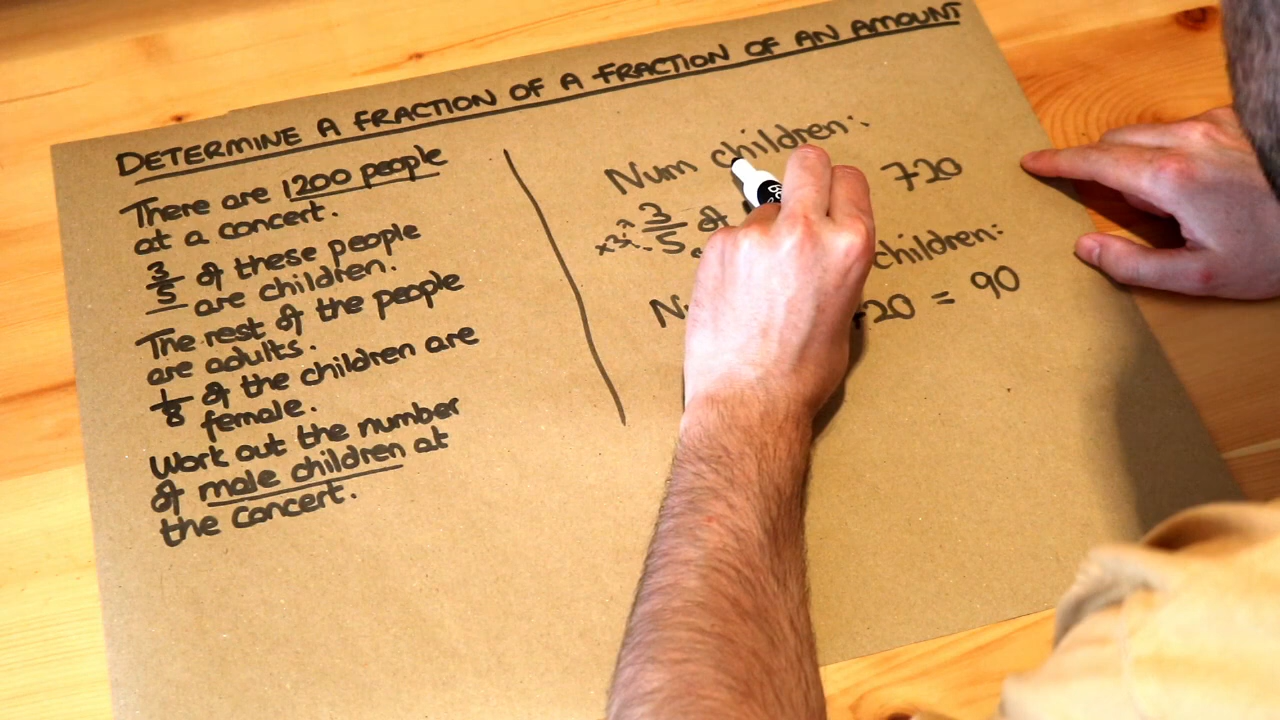 DETERMINE A FRACTION OF A FRACTION OF AN AMOUNT
There are 1200 people
at a concert.
3/5 of these people
are children.
The rest of the people
are adults.
1/8 of the children are
female.
Work out the number
of male children at
the concert.
Num children:
3/5 of 720
children:
720 = 90